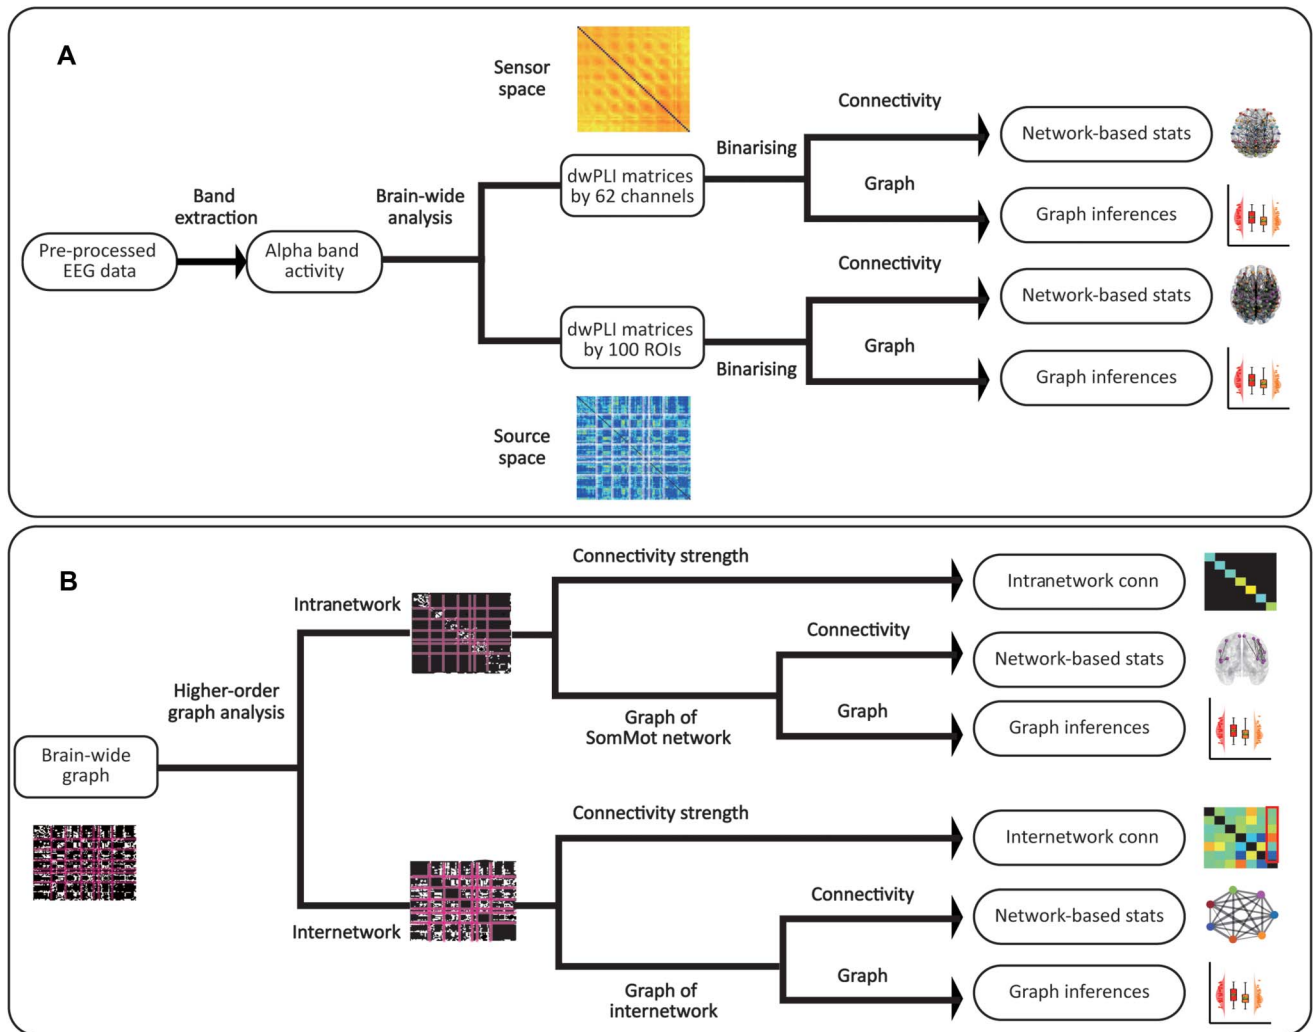 A
Sensor
space
Connectivity
Network-based stats
Binarising
dwPLI matrices
by 62 channels
Graph
Graph inferences
Band
extraction
Brain-wide
analysis
Pre-processed
EEG data
Alpha band
activity
Connectivity
Network-based stats
dwPLI matrices
by 100 ROIs
Binarising
Graph
Graph inferences
Source
space
B
Connectivity strength
Intranetwork conn
Intranetwork
Connectivity
Network-based stats
Higher-order
graph analysis
Graph of
SomMot network
Graph
Graph inferences
Brain-wide
graph
Connectivity strength
Internetwork conn
Internetwork
Connectivity
Network-based stats
Graph of
internetwork
Graph
Graph inferences